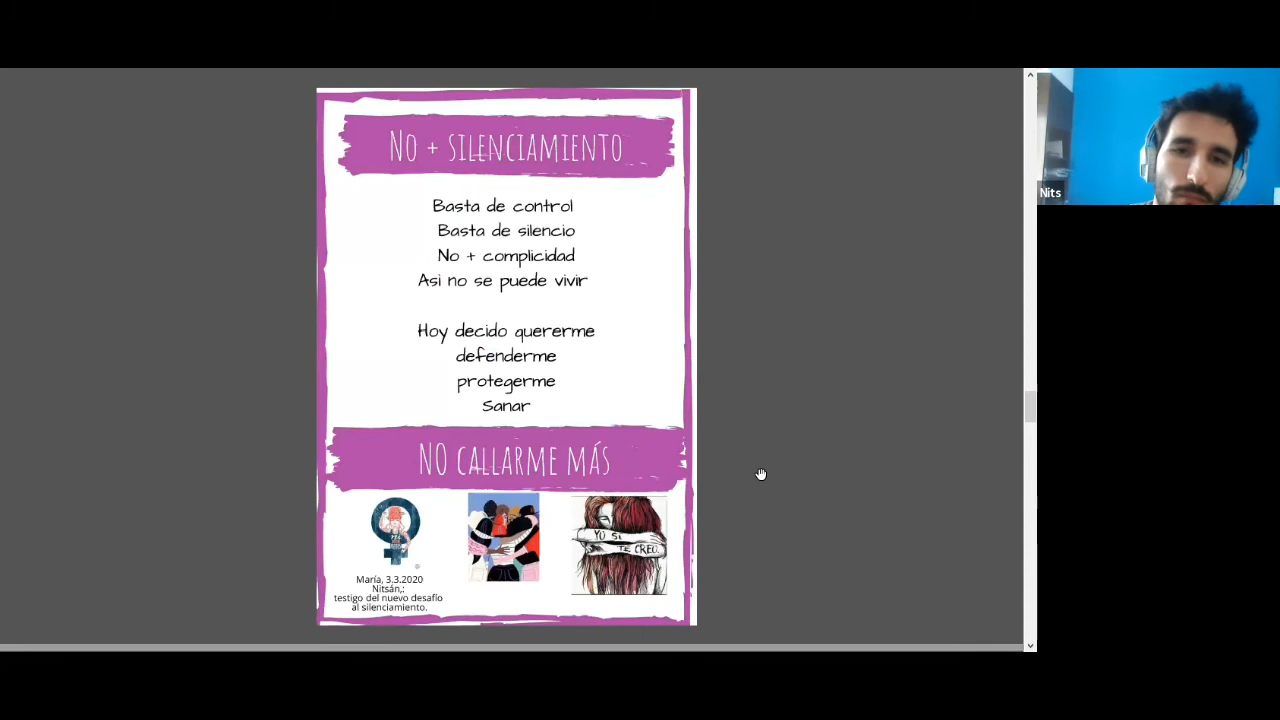 No + SILENCIAMIENTO
Basta de control
Basta de silencio
No + complicidad
Asi no se puede vivir
Hoy decido quererme
defenderme
protegerme
Sanar
NO CALLARME MÁS
YO SI
TE CREO.
María, 3.3.2020
Nitsán,:
testigo del nuevo desafío
al silenciamiento.
Nits